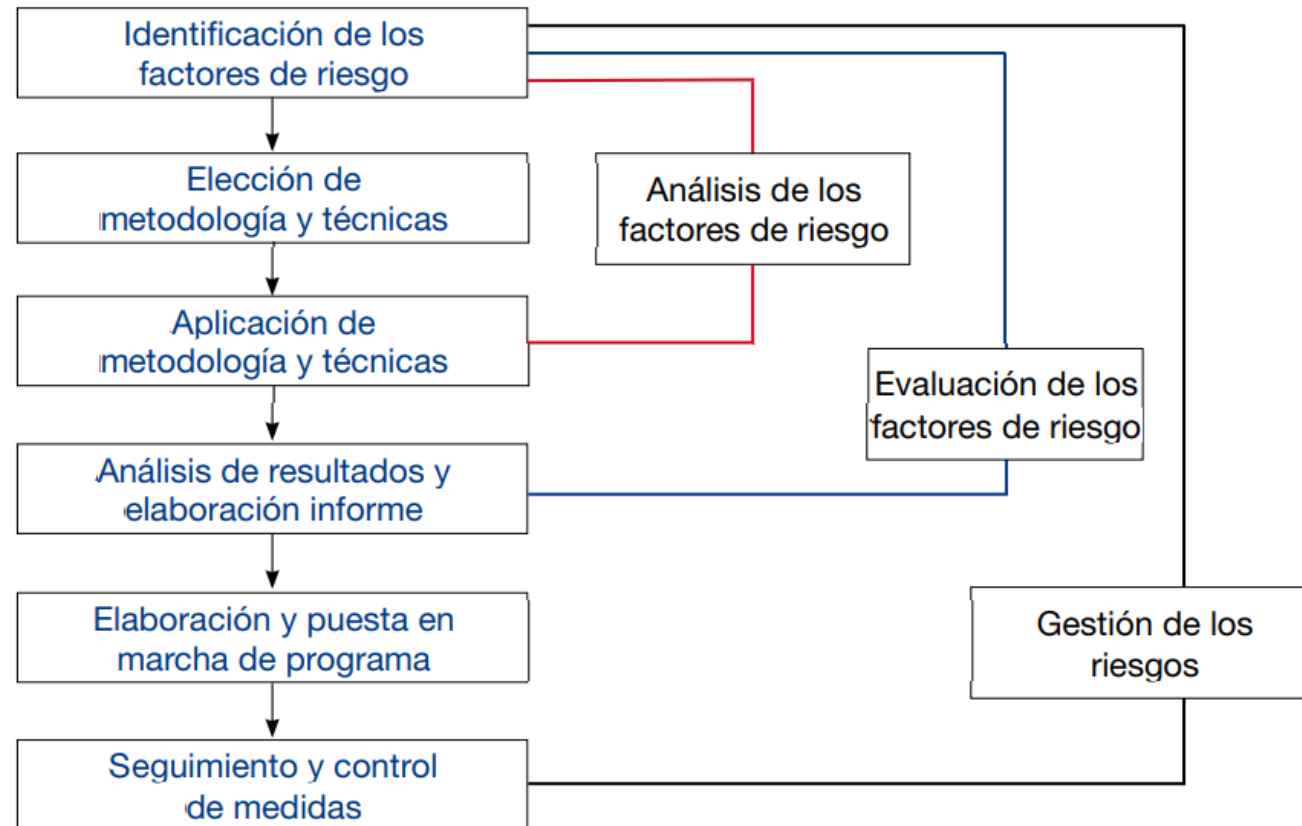 Identificación de los
factores de riesgo
Elección de
metodología y técnicas
Análisis de los
factores de riesgo
Aplicación de
metodología y técnicas
Evaluación de los
factores de riesgo
Análisis de resultados y
elaboración informe
Elaboración y puesta en
marcha de programa
Gestión de los
riesgos
Seguimiento y control
de medidas